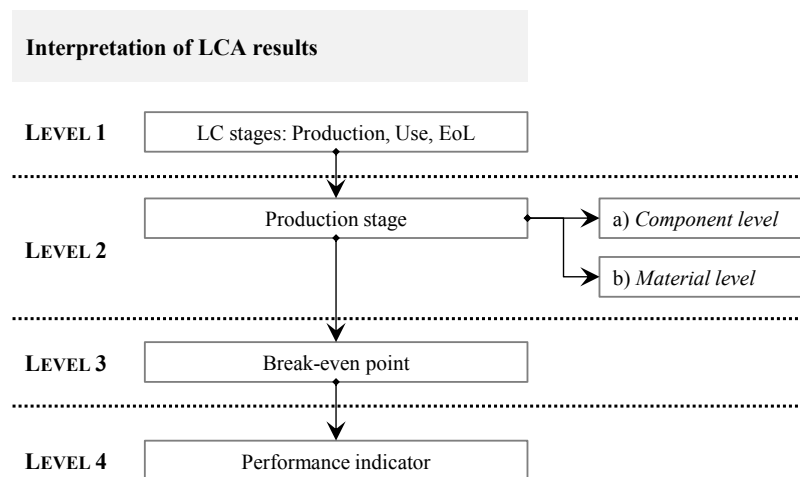 Interpretation of LCA results
LEVEL 1
LC stages: Production, Use, EoL
LEVEL 2
Production stage
a) Component level
b) Material level
LEVEL 3
Break-even point
LEVEL 4
Performance indicator